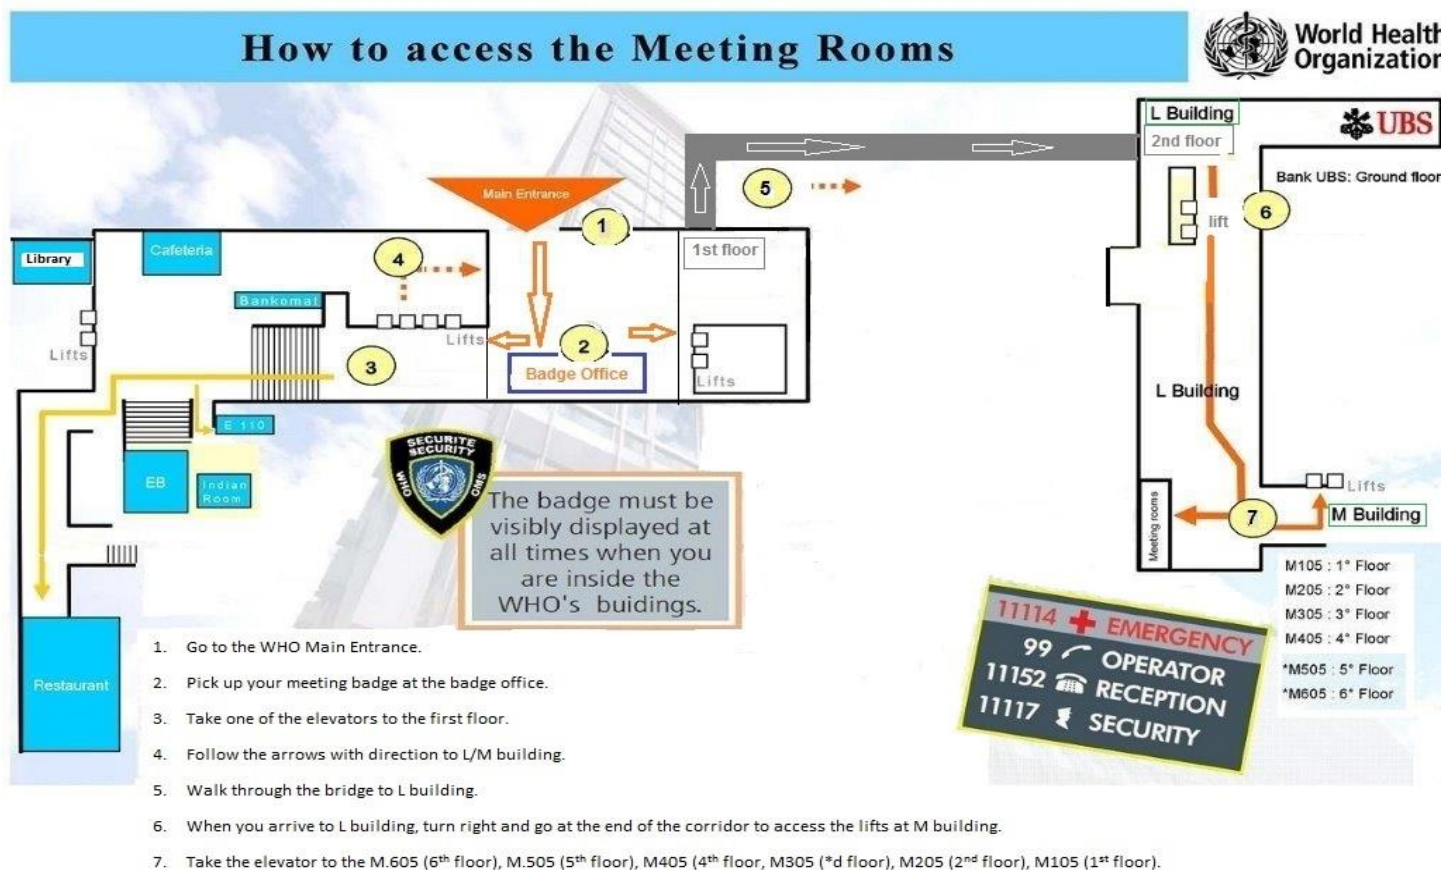 How to access the Meeting Rooms
World Health
Organization
L Building
2nd floor
UBS
Bank UBS: Ground floor
Main Entrance
5
6
lift
1
1st floor
Library
Cafeteria
4
Bankomat
Lifts
Lifts
2
3
Badge Office
Lifts
L Building
E 110
EB
Indian
Room
SECURITE
SECURITY
WHO
OMS
The badge must be
visibly displayed at
all times when you
are inside the
WHO's buidings.
Lifts
7
M Building
Meeting rooms
M105 : 1° Floor
M205 : 2° Floor
M305 : 3° Floor
M405 : 4° Floor
*M505 : 5° Floor
*M605 : 6° Floor
11114 EMERGENCY
99 OPERATOR
11152 RECEPTION
11117 SECURITY
Restaurant
1. Go to the WHO Main Entrance.
2. Pick up your meeting badge at the badge office.
3. Take one of the elevators to the first floor.
4. Follow the arrows with direction to L/M building.
5. Walk through the bridge to L building.
6. When you arrive to L building, turn right and go at the end of the corridor to access the lifts at M building.
7. Take the elevator to the M.605 (6th floor), M.505 (5th floor), M405 (4th floor, M305 (*d floor), M205 (2nd floor), M105 (1st floor).